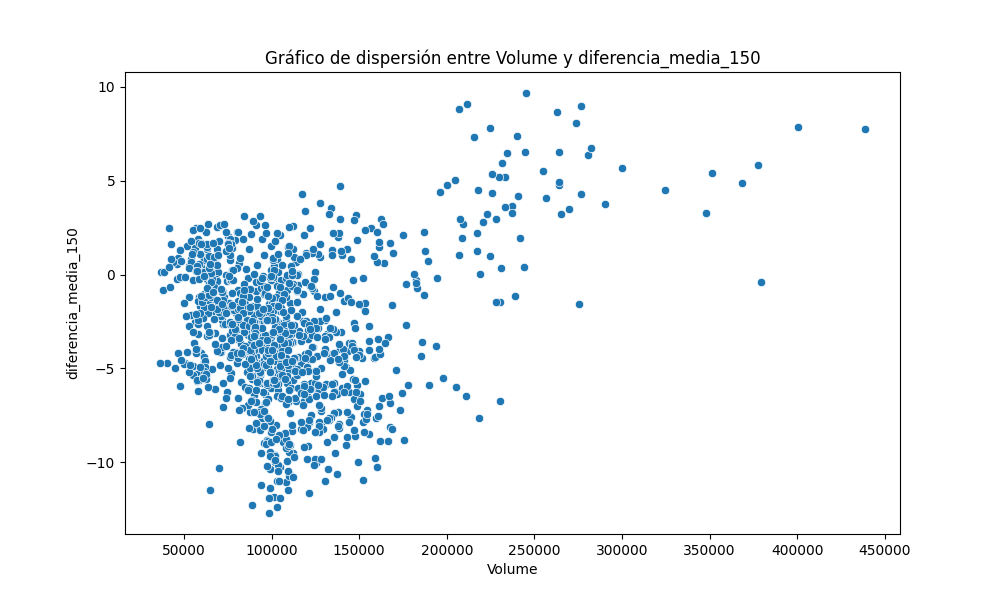 Gráfico de dispersión entre Volume y diferencia_media_150
10
5
0
−5
−10
diferencia_media_150
50000 100000 150000 200000 250000 300000 350000 400000 450000
Volume